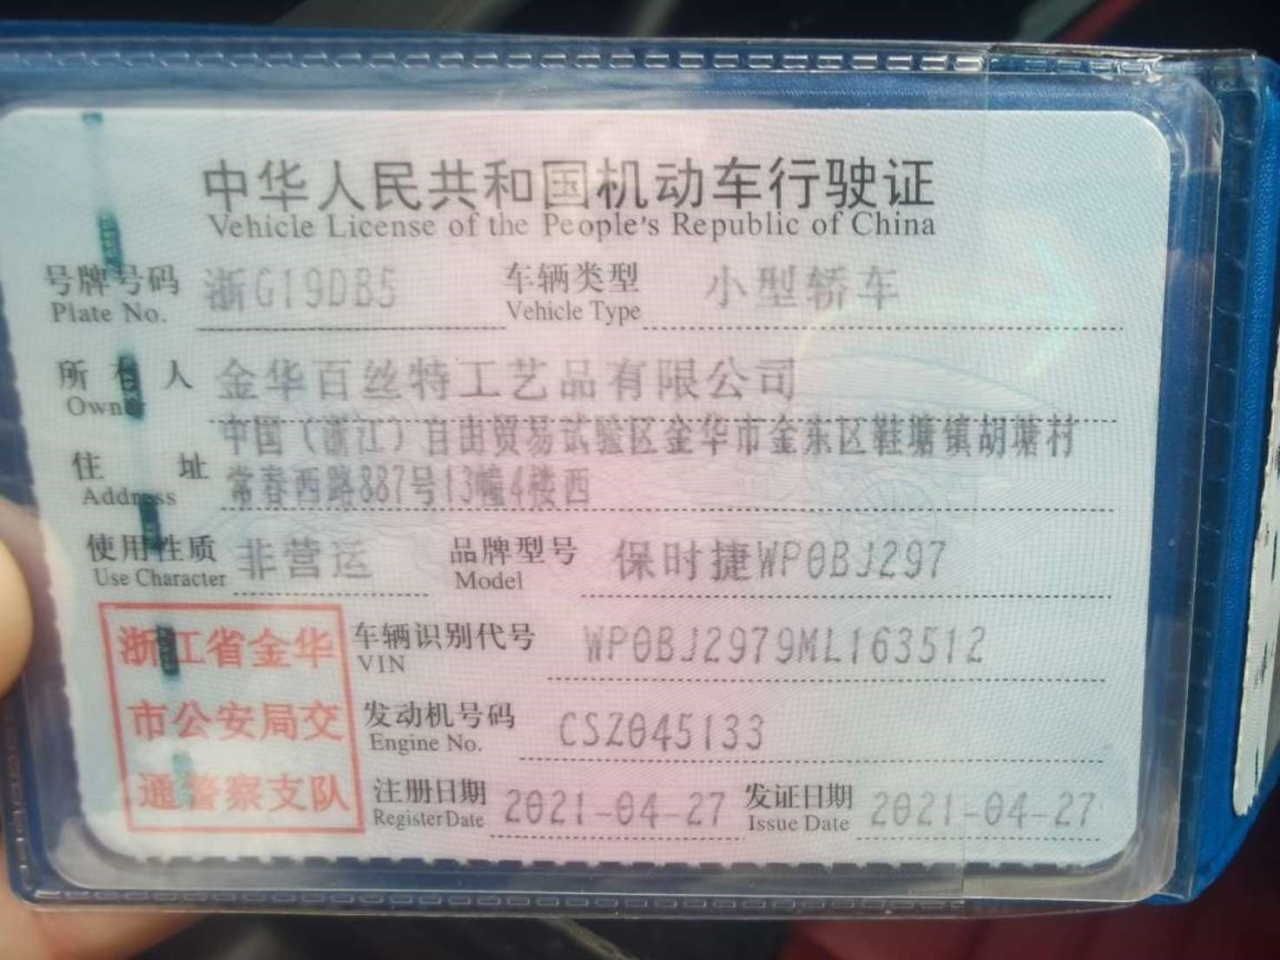 中华人民共和国机动车行驶证
Vehicle License of the People's Republic of China
号牌号码 浙G19DB5 车辆类型 小型轿车
Plate No. Vehicle Type
所有人 金华百丝特工艺品有限公司
Owner
中国（浙江）自由贸易试验区金华市金东区鞋塘镇胡塘村
住址 常春西路887号13幢4楼西
Address
使用性质 非营运 品牌型号 保时捷WP0BJ297
Use Character Model
浙江省金华
市公安局交
通警察支队
车辆识别代号 WP0BJ2979ML163512
VIN
发动机号码 CSZ045133
Engine No.
注册日期 2021-04-27 发证日期 2021-04-27
Register Date Issue Date